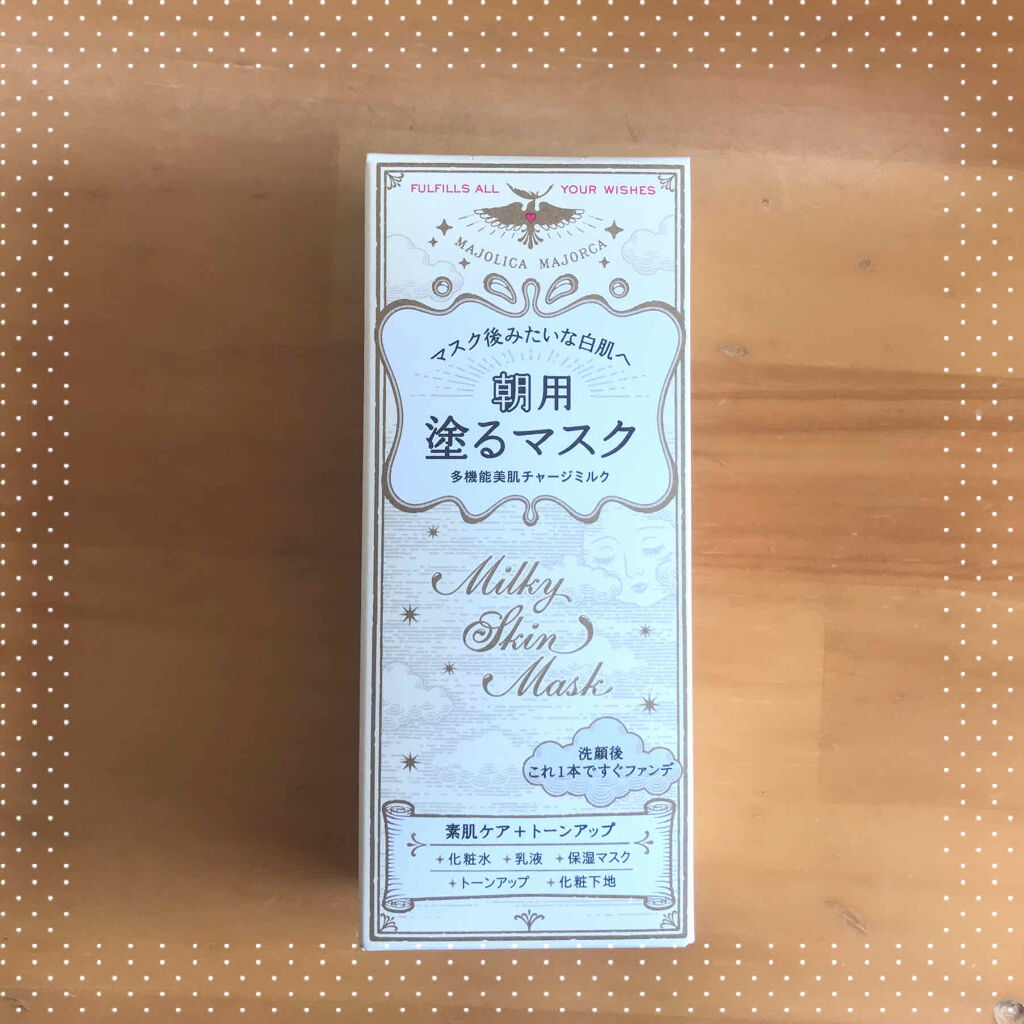 FULFILLS ALL YOUR WISHES
MAJOLICA MAJORCA
マスク後みたいな白肌へ
朝用
塗るマスク
多機能美肌チャージミルク
Milky
Skin
Mask
洗顔後
これ1本ですぐファンデ
素肌ケア+トーンアップ
+化粧水 +乳液 +保湿マスク
+トーンアップ +化粧下地